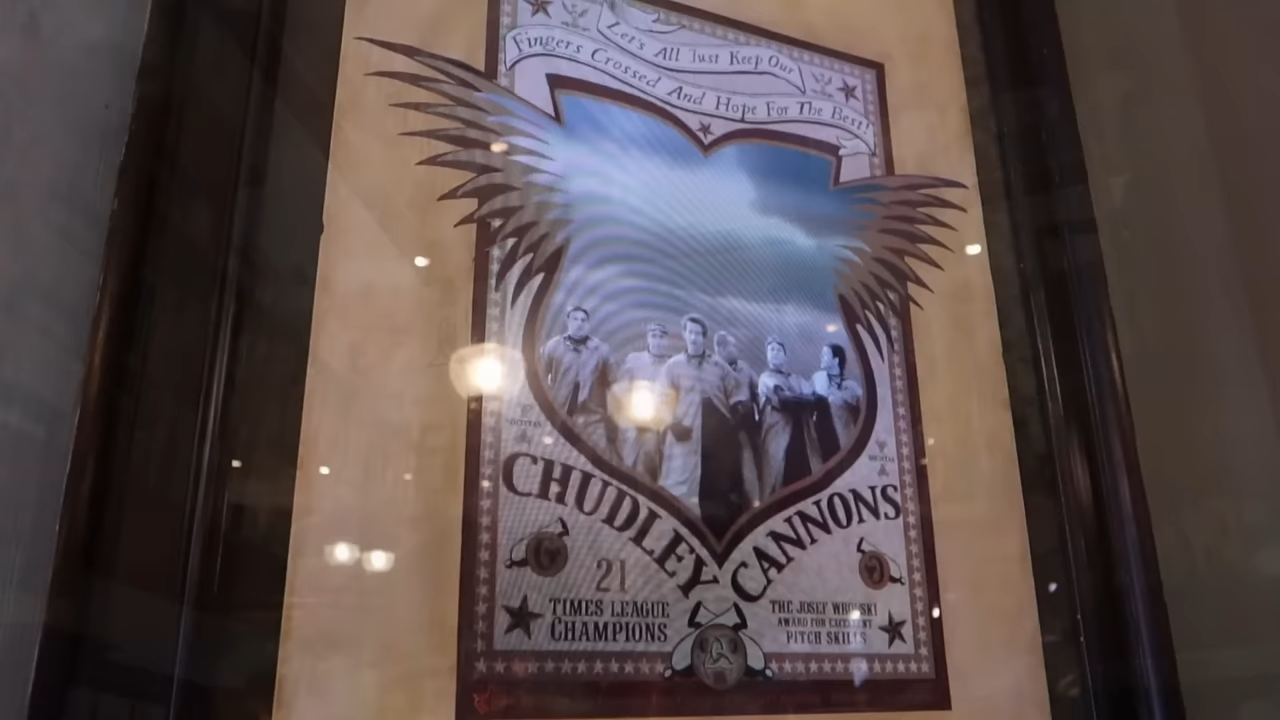 Let's All Just Keep Our
Fingers Crossed And Hope For The Best!
CHUDLEY CANNONS
21
TIMES LEAGUE
CHAMPIONS
THE JOSEF WRONSKI
AWARD FOR EXCELLENT
PITCH SKILLS